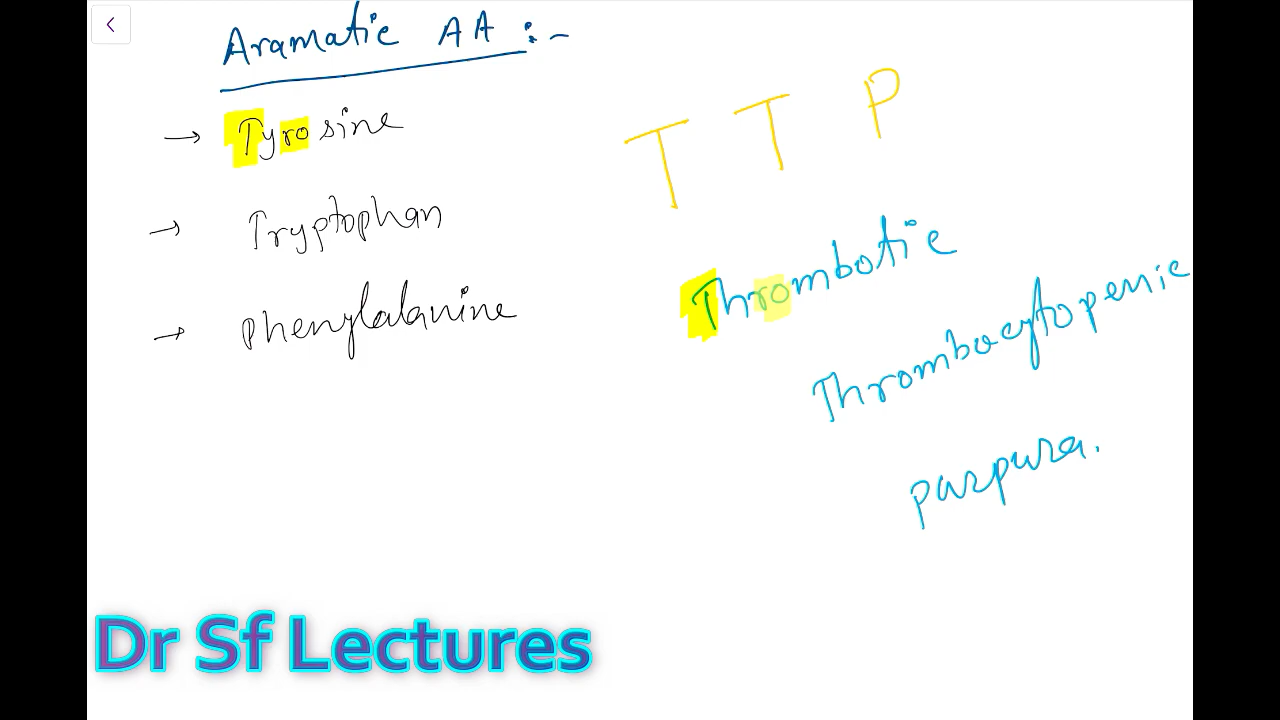 Aramatic AA :-
→ Tyrosine
→ Tryptophan
→ Phenylalanine
T T P
Thrombotic
Thrombocytopenic
purpura.
Dr Sf Lectures